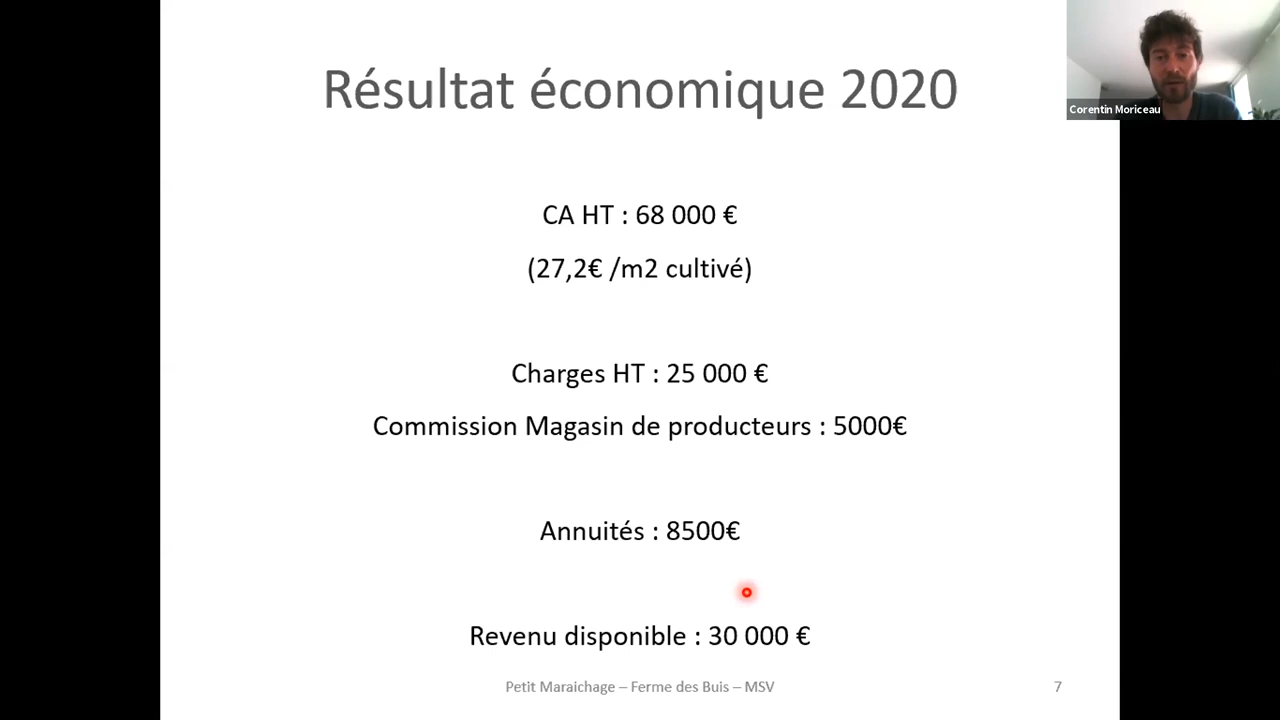 Résultat économique 2020
Corentin Moriceau
CA HT : 68 000 €
(27,2€ /m2 cultivé)
Charges HT : 25 000 €
Commission Magasin de producteurs : 5000€
Annuités : 8500€
Revenu disponible : 30 000 €
Petit Maraichage – Ferme des Buis – MSV
7